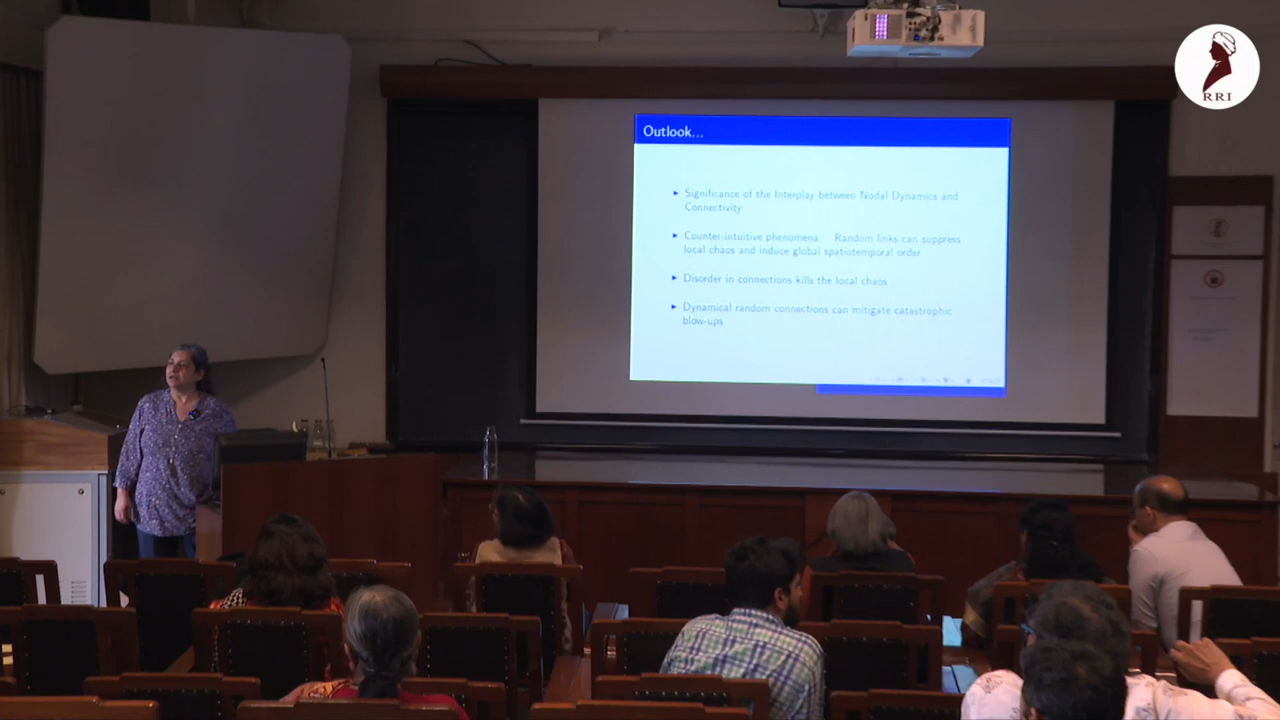 RRI
Outlook...
Significance of the Interplay between Nodal Dynamics and
Connectivity
Counter-intuitive phenomena: Random links can suppress
local chaos and induce global spatiotemporal order
Disorder in connections kills the local chaos
Dynamical random connections can mitigate catastrophic
blow-ups